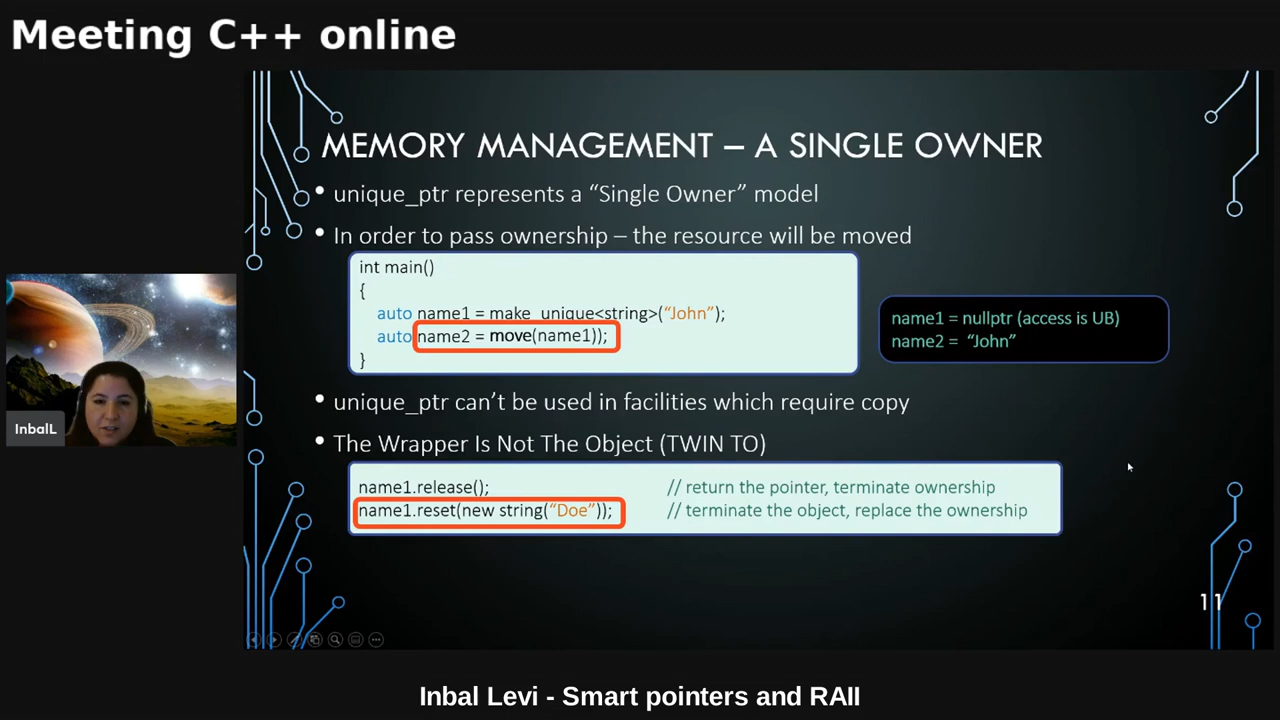 Meeting C++ online
MEMORY MANAGEMENT – A SINGLE OWNER
• unique_ptr represents a “Single Owner” model
• In order to pass ownership – the resource will be moved
int main()
{
auto name1 = make_unique<string>(“John”);
auto name2 = move(name1));
}
name1 = nullptr (access is UB)
name2 = “John”
• unique_ptr can’t be used in facilities which require copy
• The Wrapper Is Not The Object (TWIN TO)
name1.release(); // return the pointer, terminate ownership
name1.reset(new string(“Doe”)); // terminate the object, replace the ownership
InbalL
11
Inbal Levi - Smart pointers and RAII